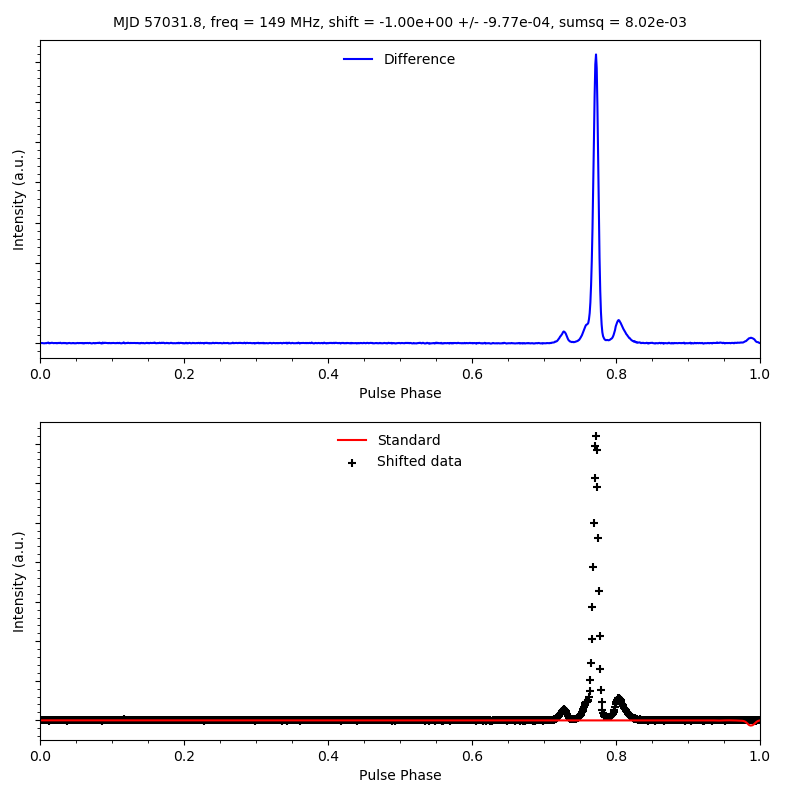 MJD 57031.8, freq = 149 MHz, shift = -1.00e+00 +/- -9.77e-04, sumsq = 8.02e-03
Difference
Intensity (a.u.)
0.0 0.2 0.4 0.6 0.8 1.0
Pulse Phase
Standard
Shifted data
Intensity (a.u.)
0.0 0.2 0.4 0.6 0.8 1.0
Pulse Phase